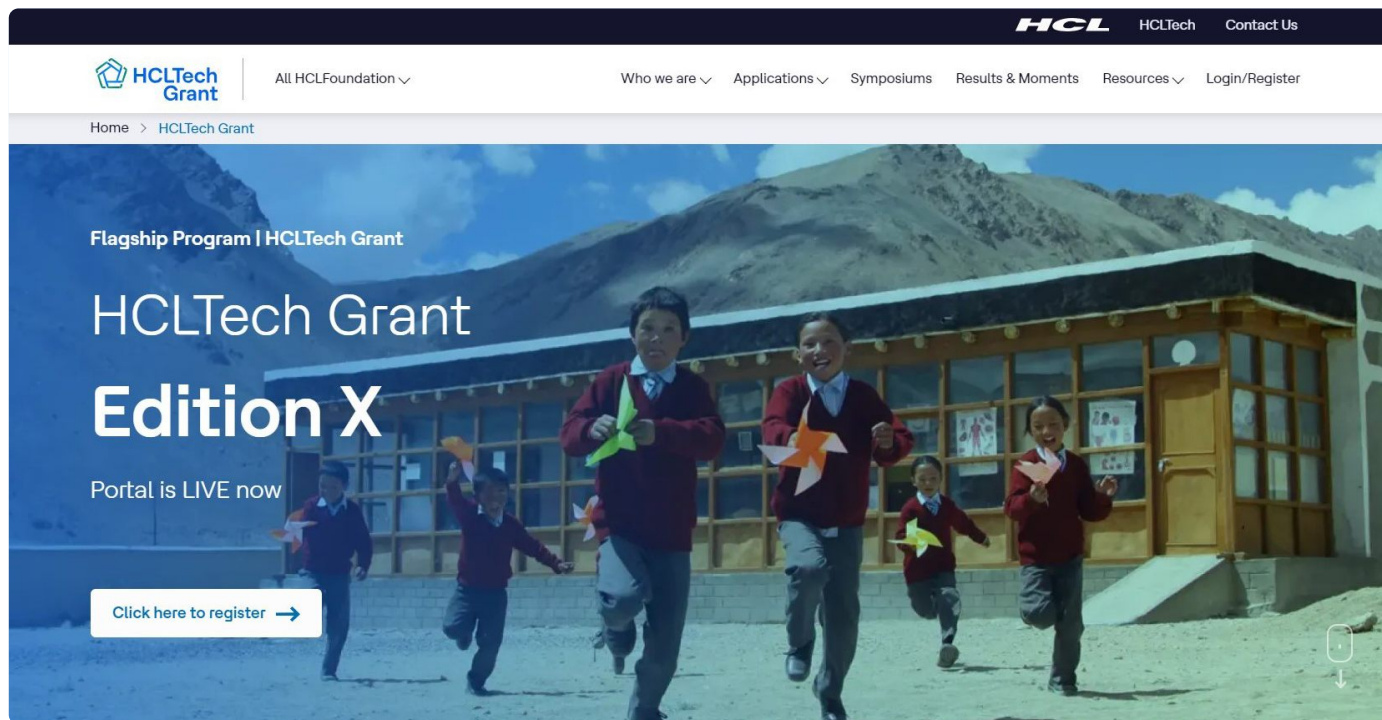 HCL HCLTech Contact Us
HCLTech Grant
All HCLFoundation
Who we are Applications Symposiums Results & Moments Resources Login/Register
Home > HCLTech Grant
Flagship Program | HCLTech Grant
HCLTech Grant
Edition X
Portal is LIVE now
Click here to register